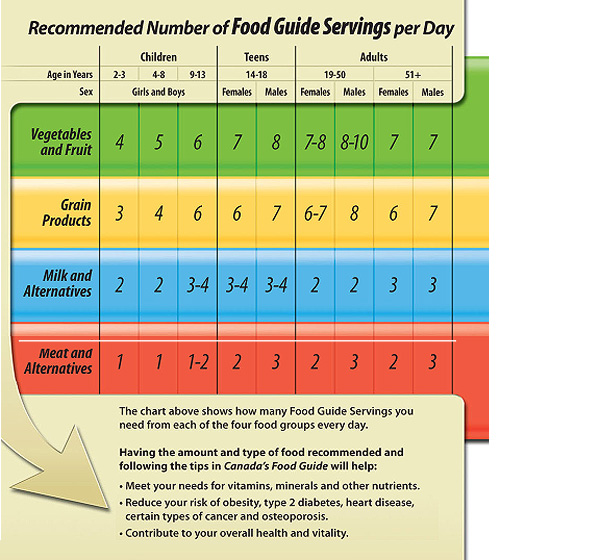 Recommended Number of Food Guide Servings per Day
Children Teens Adults
Age in Years 2-3 4-8 9-13 14-18 19-50 51+
Sex Girls and Boys Females Males Females Males Females Males
Vegetables
and Fruit 4 5 6 7 8 7-8 8-10 7 7
Grain
Products 3 4 6 6 7 6-7 8 6 7
Milk and
Alternatives 2 2 3-4 3-4 3-4 2 2 3 3
Meat and
Alternatives 1 1 1-2 2 3 2 3 2 3
The chart above shows how many Food Guide Servings you
need from each of the four food groups every day.
Having the amount and type of food recommended and
following the tips in Canada's Food Guide will help:
• Meet your needs for vitamins, minerals and other nutrients.
• Reduce your risk of obesity, type 2 diabetes, heart disease,
certain types of cancer and osteoporosis.
• Contribute to your overall health and vitality.